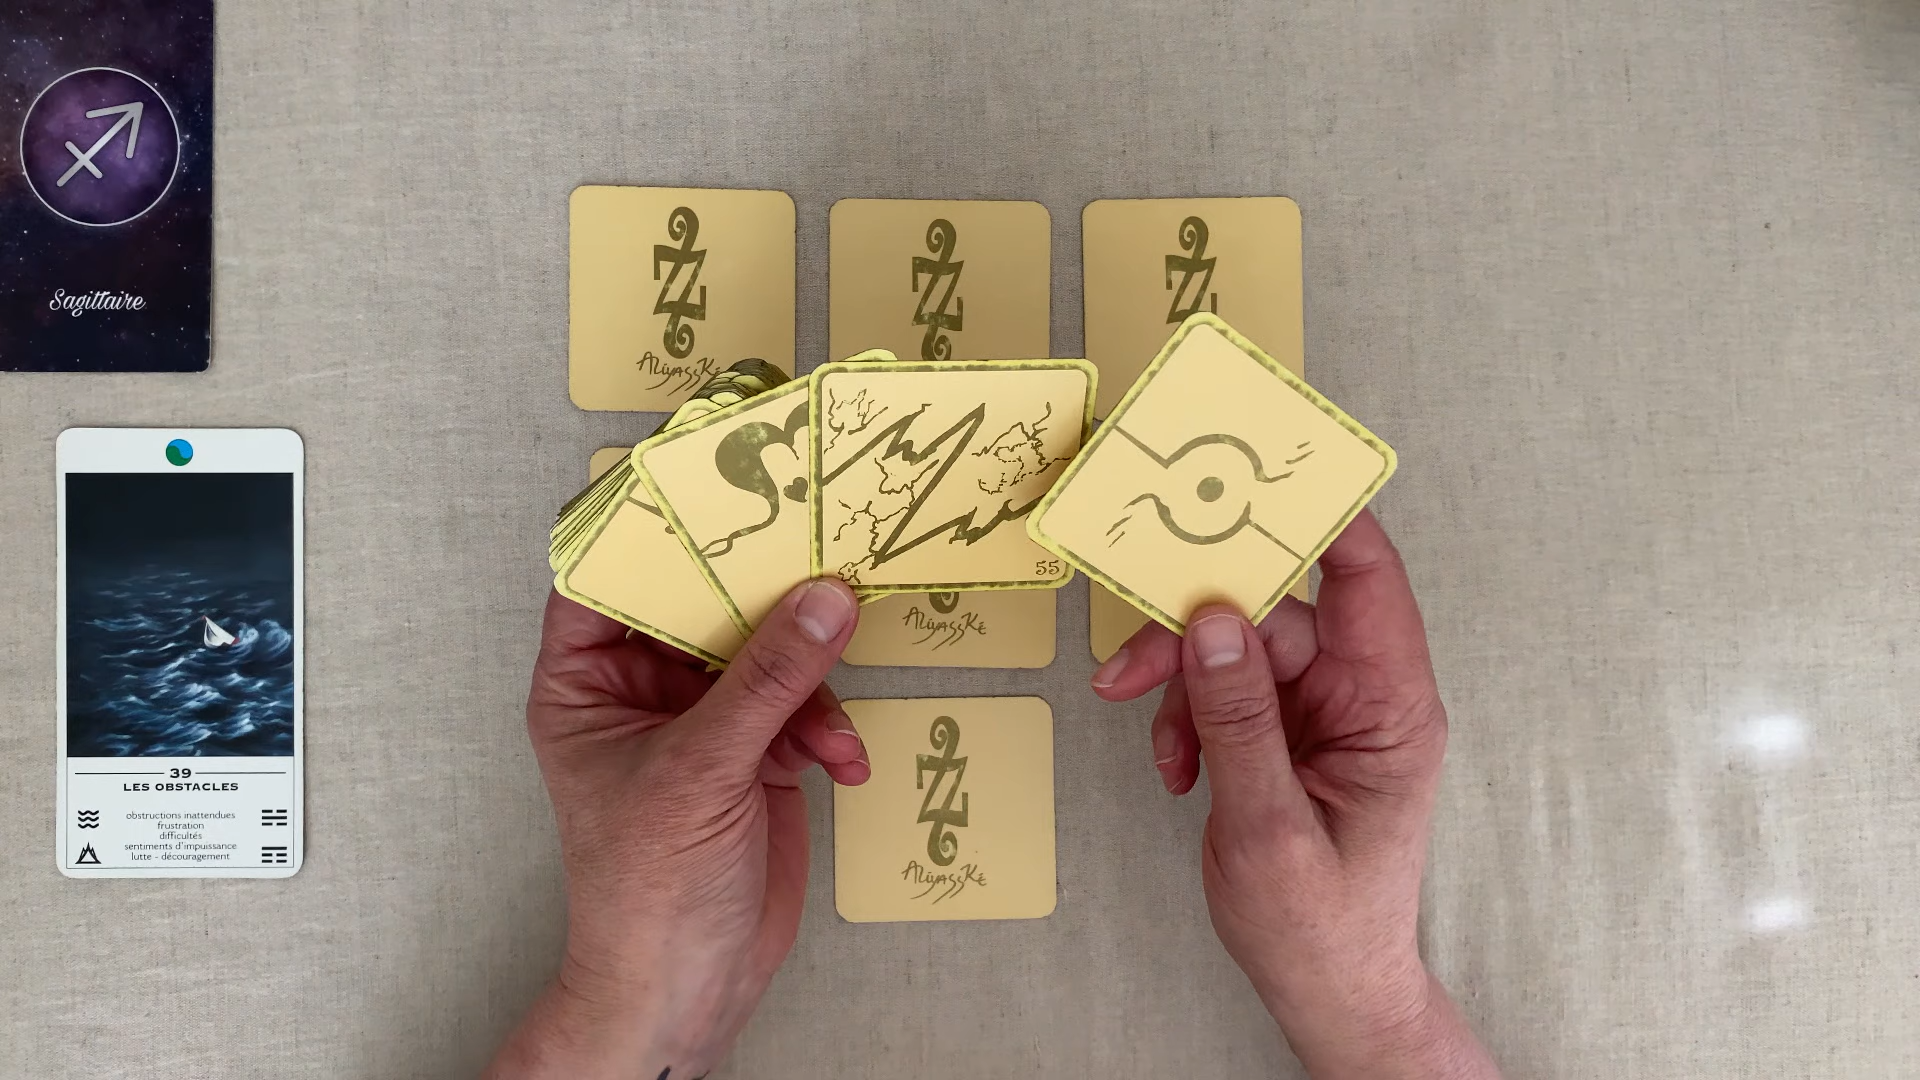 Sagittaire
39
LES OBSTACLES
obstructions inattendues
frustration
difficultés
sentiments d'impuissance
lutte - découragement
55